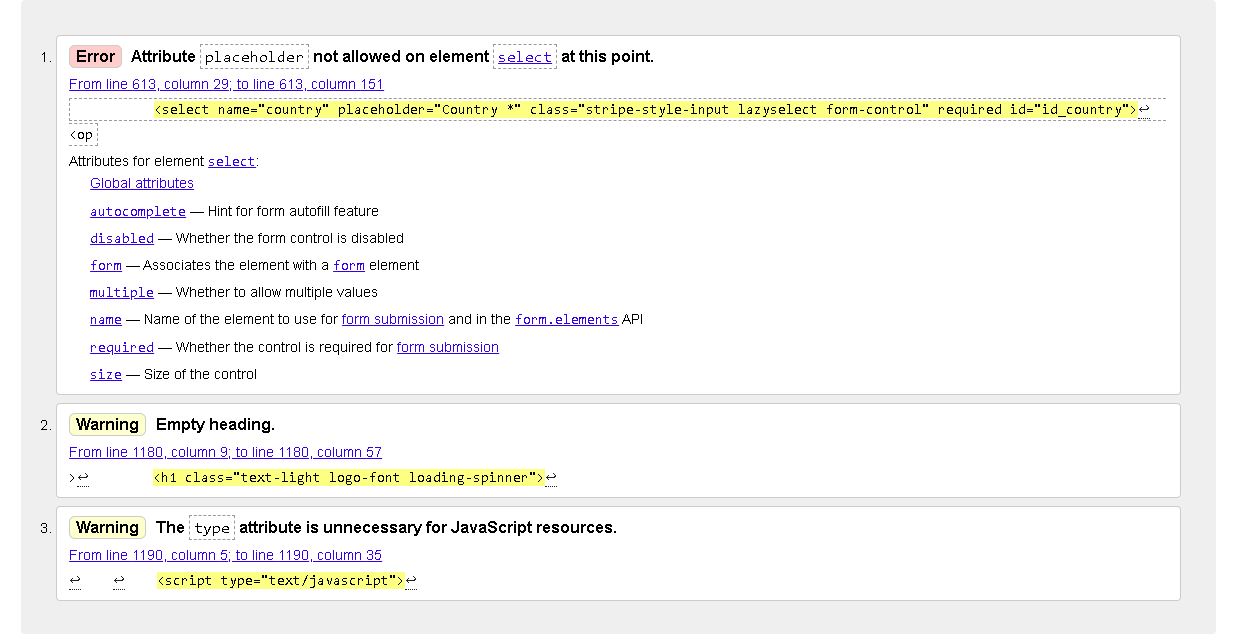 1. Error Attribute placeholder not allowed on element select at this point.
From line 613, column 29; to line 613, column 151
<select name="country" placeholder="Country *" class="stripe-style-input lazyselect form-control" required id="id_country">↩
<op
Attributes for element select:
Global attributes
autocomplete — Hint for form autofill feature
disabled — Whether the form control is disabled
form — Associates the element with a form element
multiple — Whether to allow multiple values
name — Name of the element to use for form submission and in the form.elements API
required — Whether the control is required for form submission
size — Size of the control
2. Warning Empty heading.
From line 1180, column 9; to line 1180, column 57
>↩ <h1 class="text-light logo-font loading-spinner">↩
3. Warning The type attribute is unnecessary for JavaScript resources.
From line 1190, column 5; to line 1190, column 35
↩ ↩ <script type="text/javascript">↩